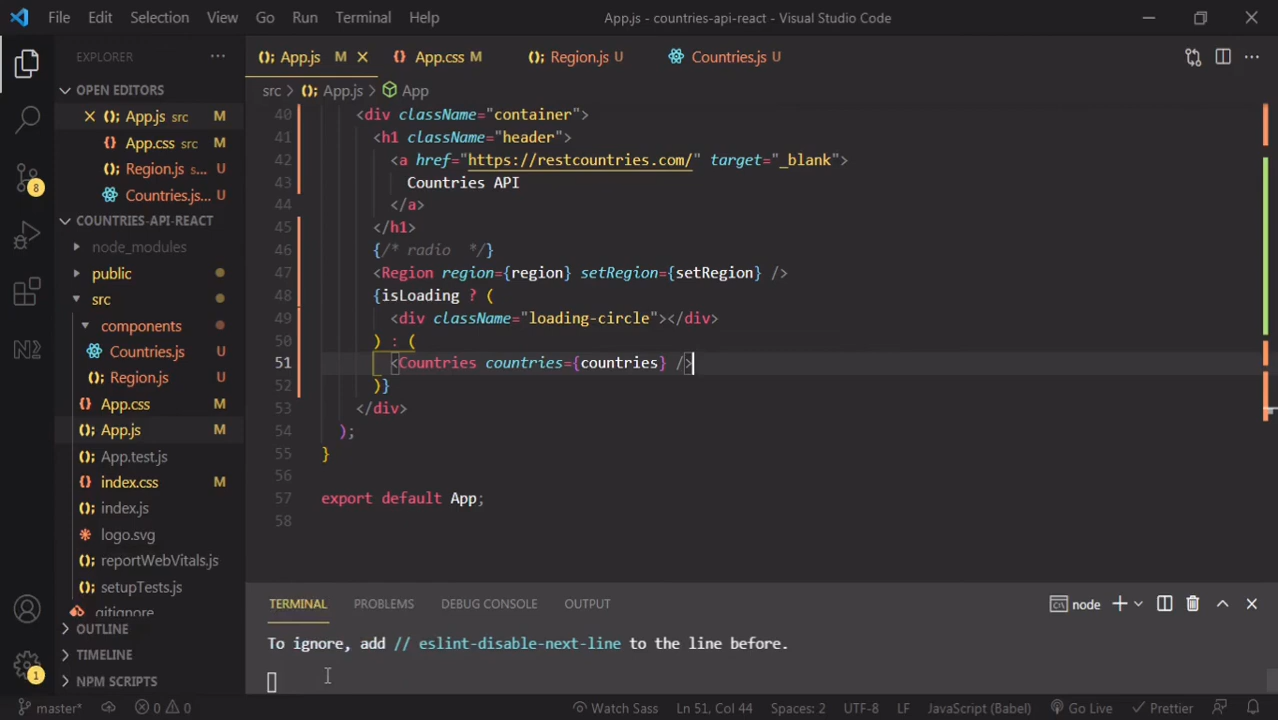 File Edit Selection View Go Run Terminal Help App.js - countries-api-react - Visual Studio Code
EXPLORER
OPEN EDITORS
App.js src M
App.css src M
Region.js s... U
Countries.js... U
COUNTRIES-API-REACT
node_modules
public
src
components
Countries.js U
Region.js U
App.css M
App.js M
App.test.js
index.css M
index.js
logo.svg
reportWebVitals.js
setupTests.js
.gitignore
OUTLINE
TIMELINE
NPM SCRIPTS
8
1
App.js M App.css M Region.js U Countries.js U
src App.js App
40 <div className="container">
41 <h1 className="header">
42 <a href="https://restcountries.com/" target="_blank">
43 Countries API
44 </a>
45 </h1>
46 {/* radio */}
47 <Region region={region} setRegion={setRegion} />
48 {isLoading ? (
49 <div className="loading-circle"></div>
50 ) : (
51 <Countries countries={countries} />
52 )}
53 </div>
54 );
55 }
56
57 export default App;
58
TERMINAL PROBLEMS DEBUG CONSOLE OUTPUT node
To ignore, add // eslint-disable-next-line to the line before.
master* 0 0 Watch Sass Ln 51, Col 44 Spaces: 2 UTF-8 LF JavaScript (Babel) Go Live Prettier